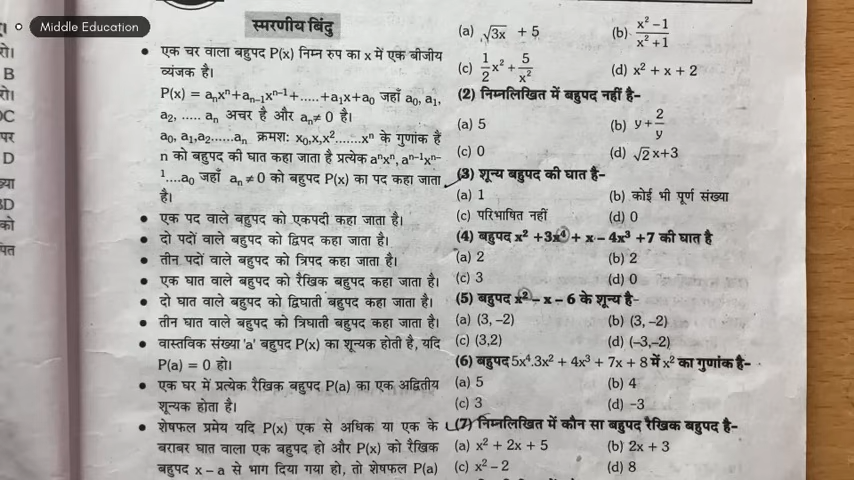 Middle Education
रो।
B
रो।
OC
पर
D
ख्या
BD
को
पत
स्मरणीय बिंदु
• एक चर वाला बहुपद P(x) निम्न रुप का x में एक बीजीय
व्यंजक है।
P(x) = aₙxⁿ+aₙ₋₁xⁿ⁻¹+.....+a₁x+a₀ जहाँ a₀, a₁,
a₂, ..... aₙ अचर है और aₙ≠ 0 है।
a₀, a₁,a₂......aₙ क्रमश: x₀,x,x².......xⁿ के गुणांक हैं
n को बहुपद की घात कहा जाता है प्रत्येक aⁿxⁿ, aⁿ⁻¹xⁿ⁻
¹....a₀ जहाँ aₙ ≠ 0 को बहुपद P(x) का पद कहा जाता
है।
• एक पद वाले बहुपद को एकपदी कहा जाता है।
• दो पदों वाले बहुपद को द्विपद कहा जाता है।
• तीन पदों वाले बहुपद को त्रिपद कहा जाता है।
• एक घात वाले बहुपद को रैखिक बहुपद कहा जाता है।
• दो घात वाले बहुपद को द्विघाती बहुपद कहा जाता है।
• तीन घात वाले बहुपद को त्रिघाती बहुपद कहा जाता है।
• वास्तविक संख्या 'a' बहुपद P(x) का शून्यक होती है, यदि
P(a) = 0 हो।
• एक घर में प्रत्येक रैखिक बहुपद P(a) का एक अद्वितीय
शून्यक होता है।
• शेषफल प्रमेय यदि P(x) एक से अधिक या एक के
बराबर घात वाला एक बहुपद हो और P(x) को रैखिक
बहुपद x – a से भाग दिया गया हो, तो शेषफल P(a)
(a) √3x + 5 (b) (x² – 1)/(x² + 1)
(c) 1/2 x² + 5/x² (d) x² + x + 2
(2) निम्नलिखित में बहुपद नहीं है-
(a) 5 (b) y + 2/y
(c) 0 (d) √2 x+3
(3) शून्य बहुपद की घात है-
(a) 1 (b) कोई भी पूर्ण संख्या
(c) परिभाषित नहीं (d) 0
(4) बहुपद x² +3x⁴ + x – 4x³ +7 की घात है
(a) 2 (b) 2
(c) 3 (d) 0
(5) बहुपद x² – x – 6 के शून्य है-
(a) (3, –2) (b) (3, –2)
(c) (3,2) (d) (–3,–2)
(6) बहुपद 5x⁴.3x² + 4x³ + 7x + 8 में x² का गुणांक है-
(a) 5 (b) 4
(c) 3 (d) –3
(7) निम्नलिखित में कौन सा बहुपद रैखिक बहुपद है-
(a) x² + 2x + 5 (b) 2x + 3
(c) x² – 2 (d) 8